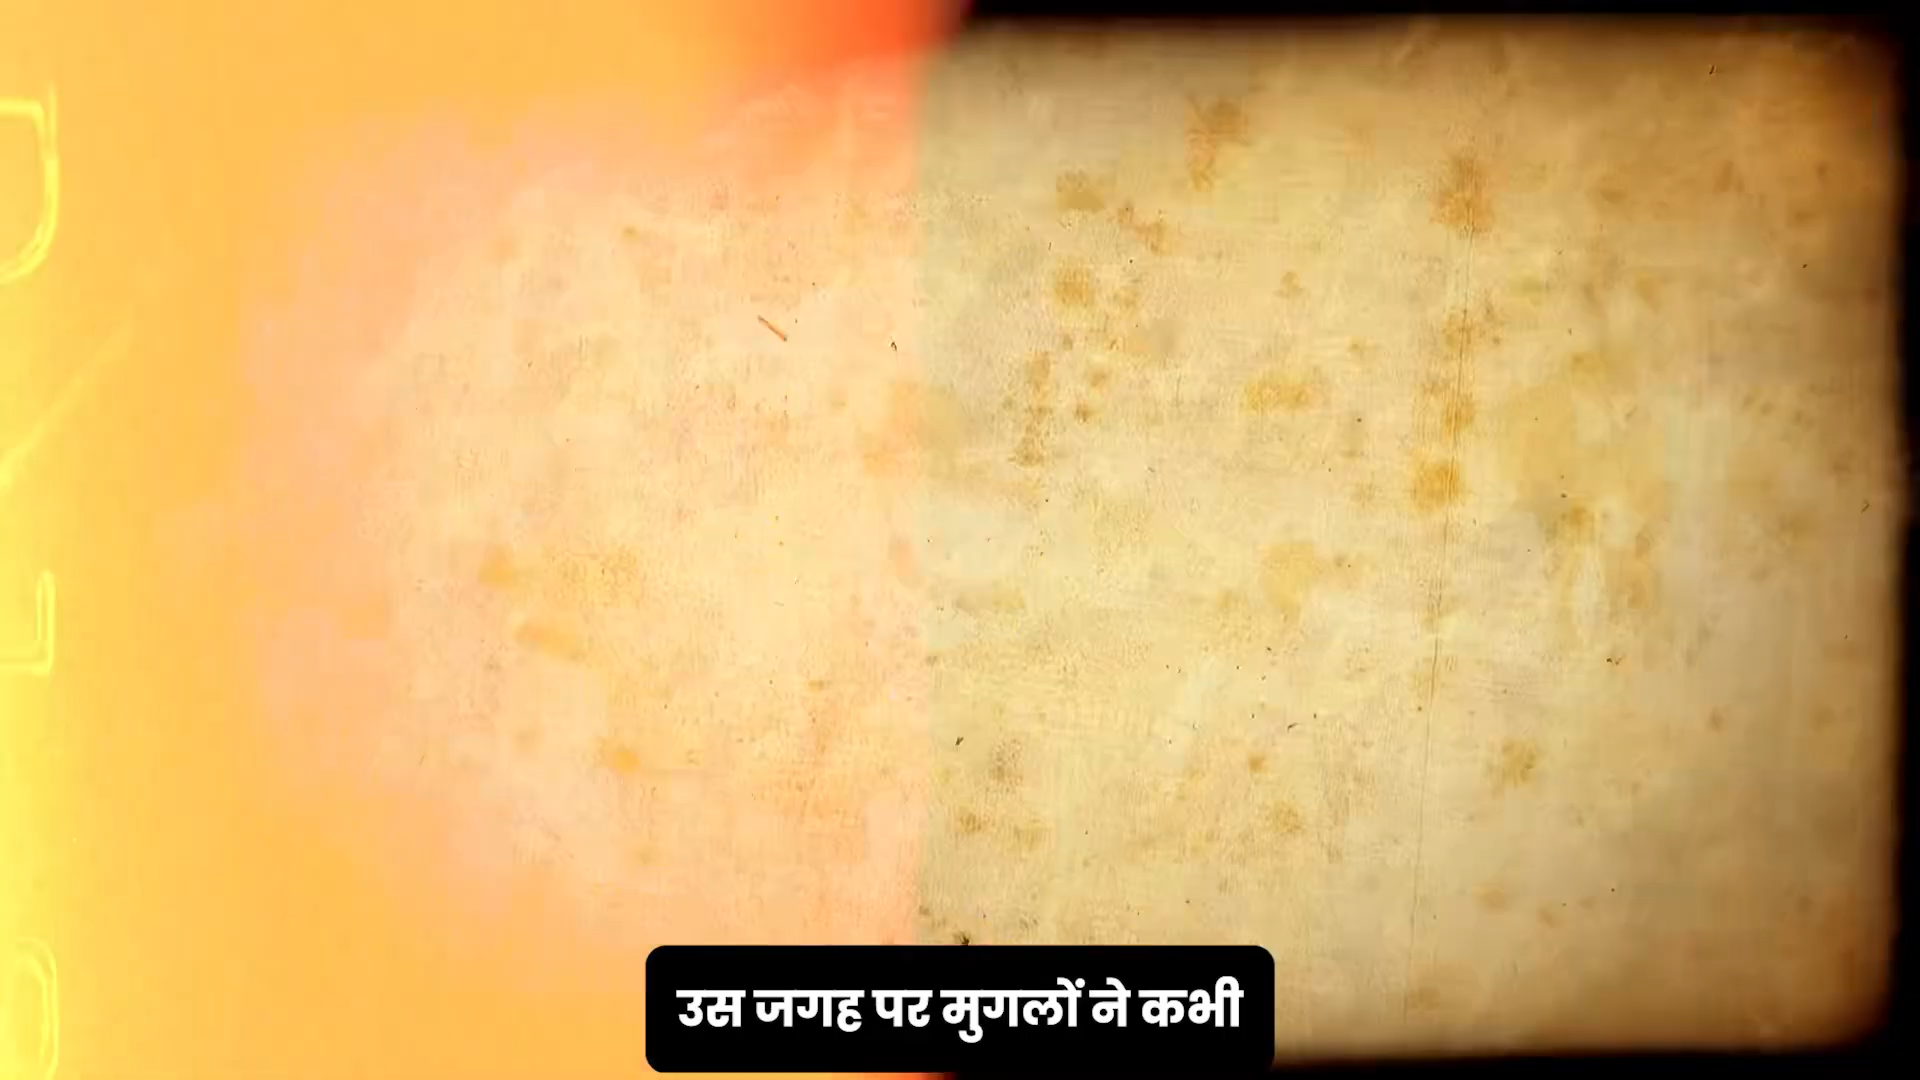 उस जगह पर मुगलों ने कभी